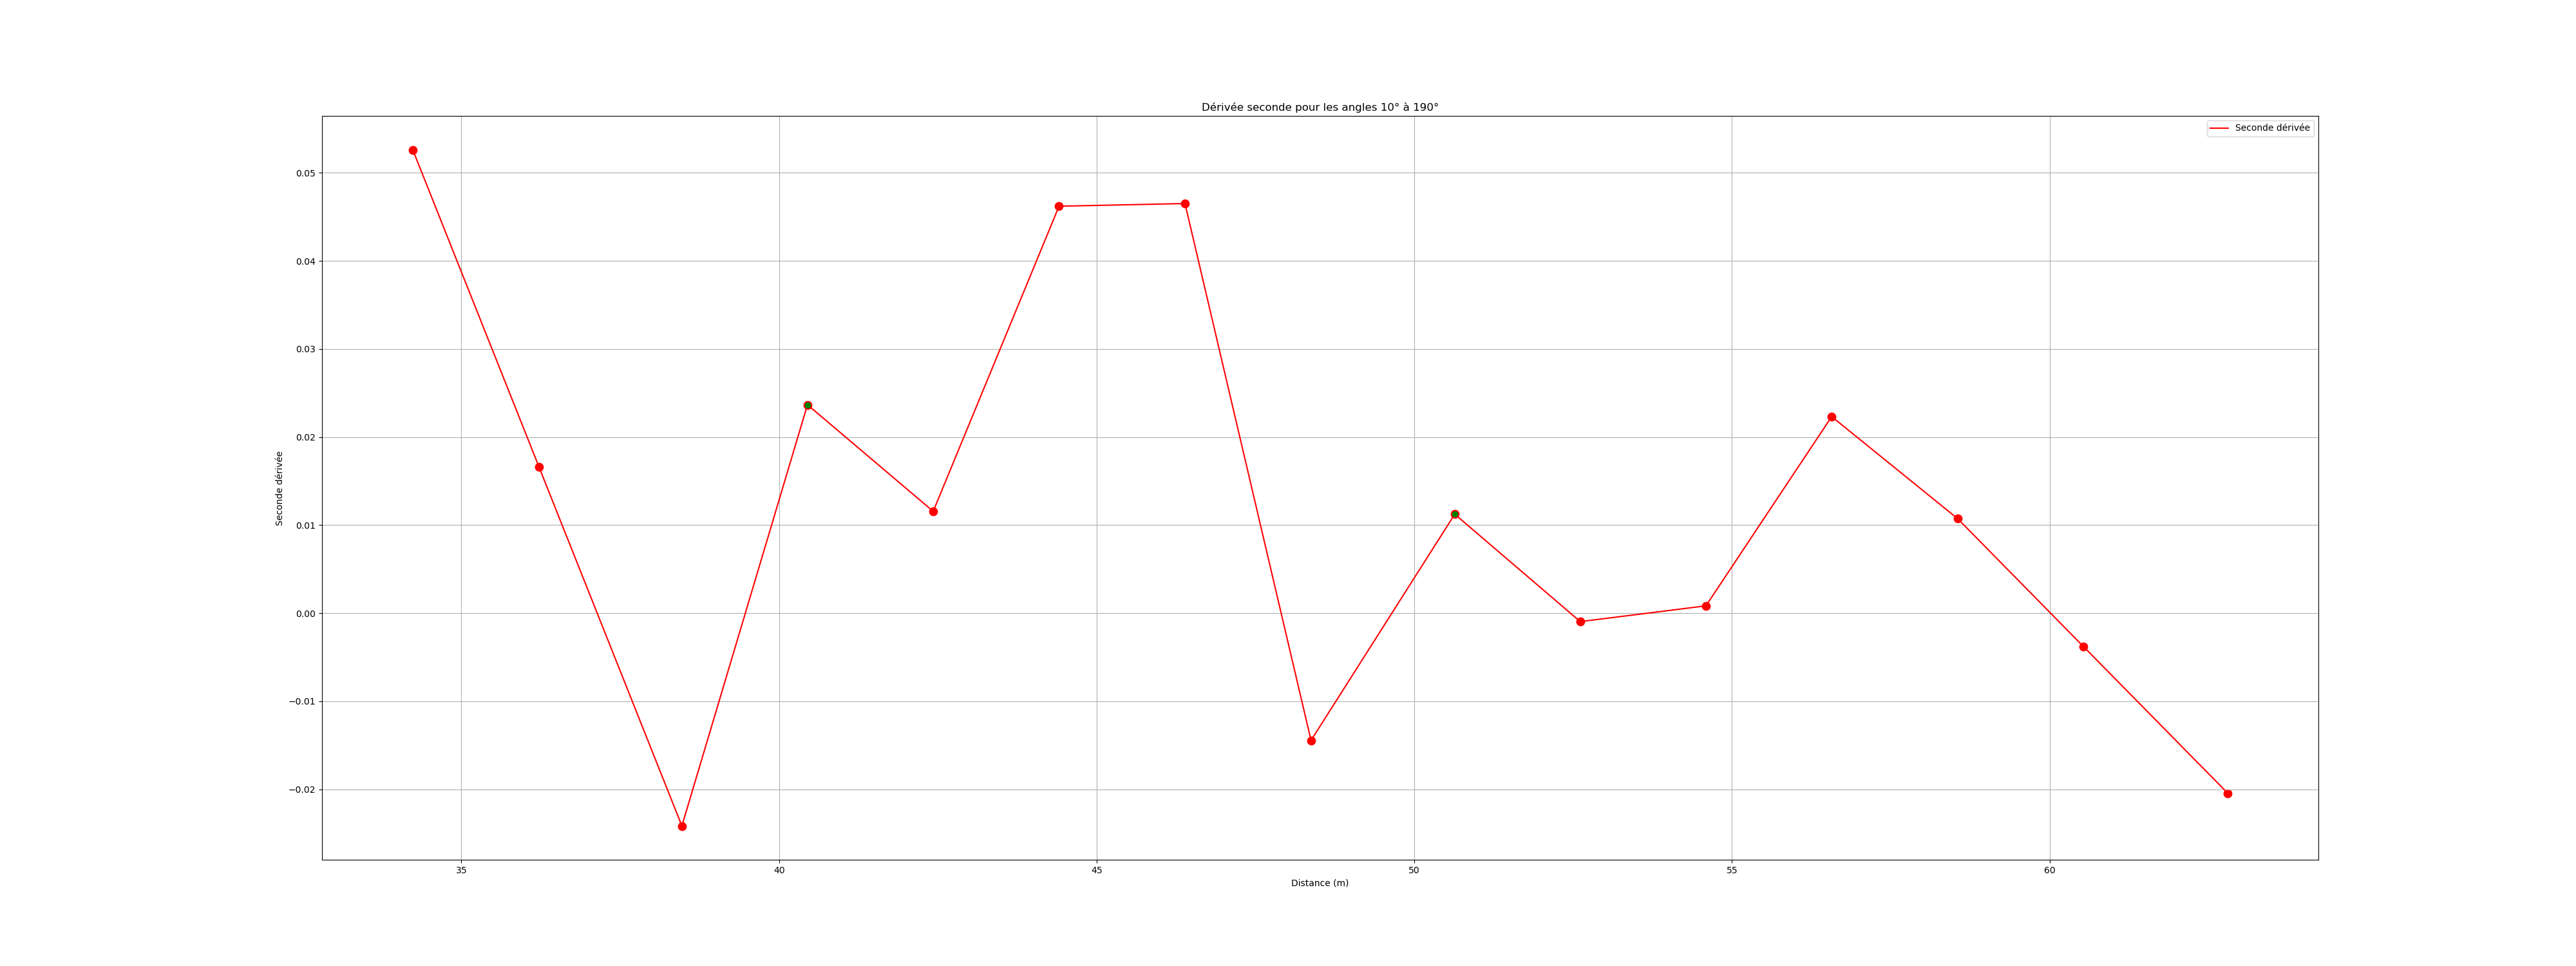 Dérivée seconde pour les angles 10° à 190°
Seconde dérivée
0.05
0.04
0.03
0.02
0.01
0.00
−0.01
−0.02
Seconde dérivée
35 40 45 50 55 60
Distance (m)